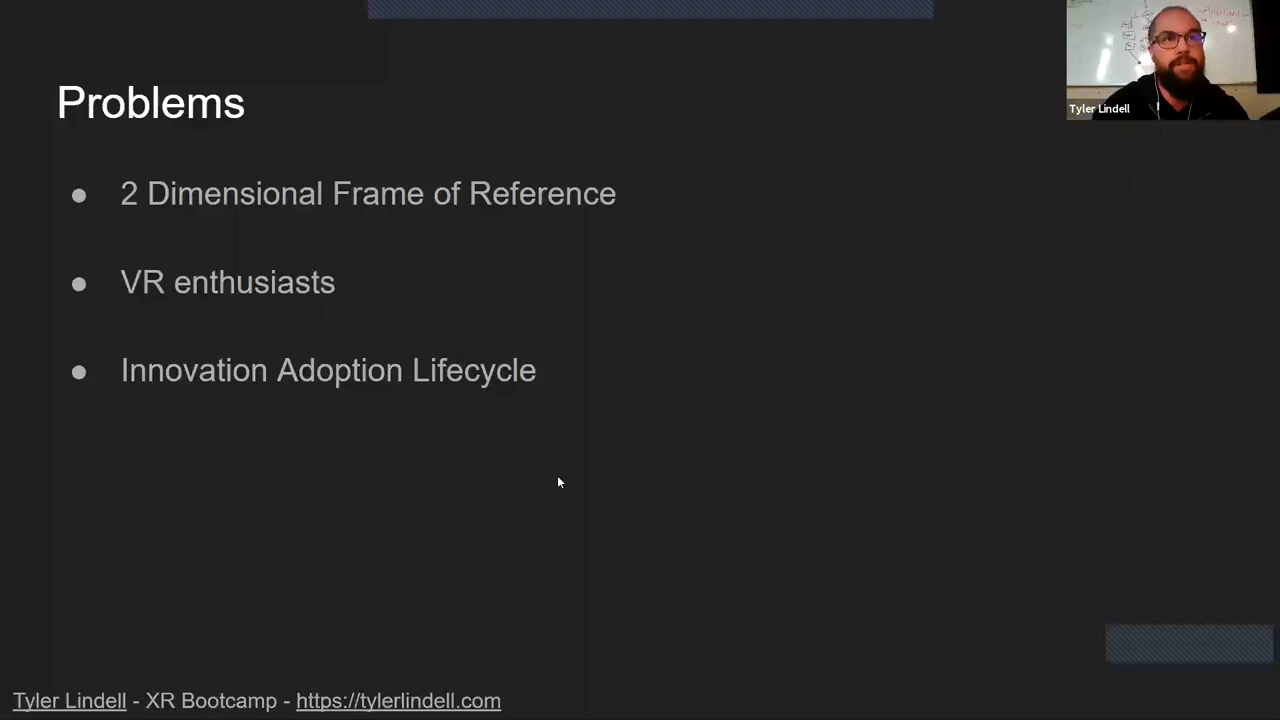 Problems
● 2 Dimensional Frame of Reference
● VR enthusiasts
● Innovation Adoption Lifecycle
Tyler Lindell
Tyler Lindell - XR Bootcamp - https://tylerlindell.com